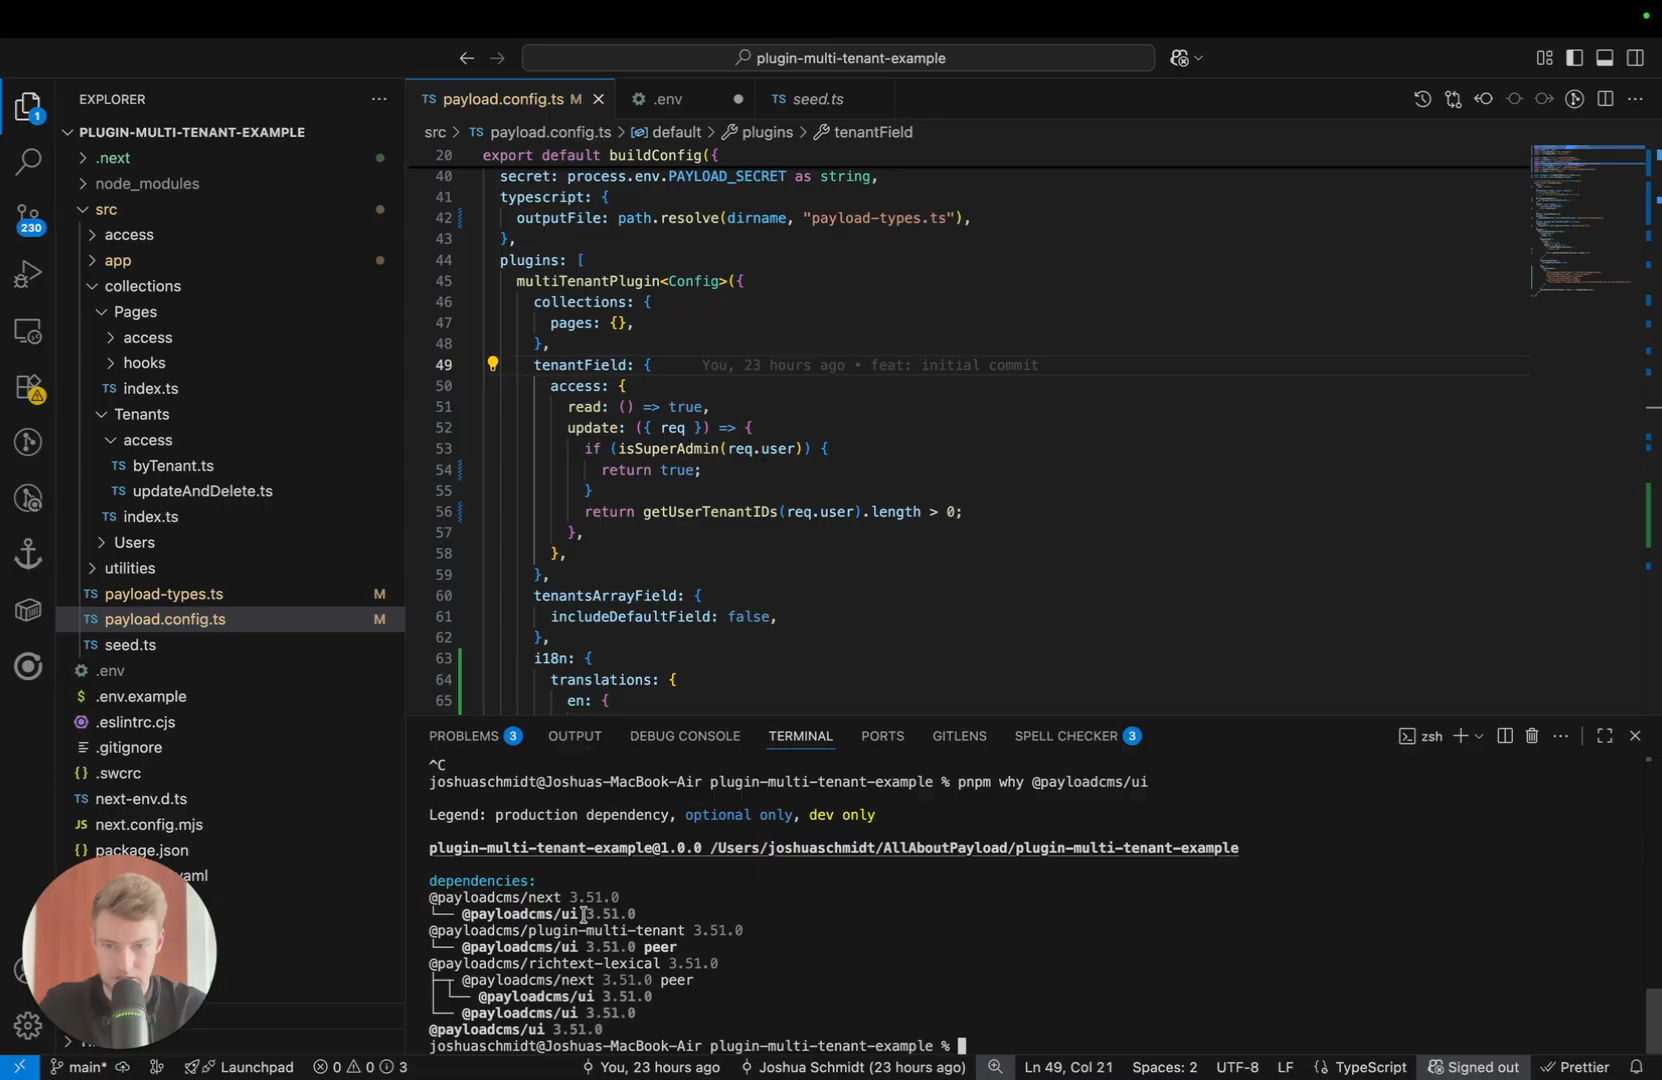 plugin-multi-tenant-example
EXPLORER
PLUGIN-MULTI-TENANT-EXAMPLE
.next
node_modules
src
access
app
collections
Pages
access
hooks
TS index.ts
Tenants
access
TS byTenant.ts
TS updateAndDelete.ts
TS index.ts
Users
utilities
TS payload-types.ts M
TS payload.config.ts M
TS seed.ts
.env
$ .env.example
.eslintrc.cjs
.gitignore
{} .swcrc
TS next-env.d.ts
JS next.config.mjs
package.json
1
230
TS payload.config.ts M
.env
TS seed.ts
src > TS payload.config.ts > default > plugins > tenantField
20 export default buildConfig({
40 secret: process.env.PAYLOAD_SECRET as string,
41 typescript: {
42 outputFile: path.resolve(dirname, "payload-types.ts"),
43 },
44 plugins: [
45 multiTenantPlugin<Config>({
46 collections: {
47 pages: {},
48 },
49 tenantField: { You, 23 hours ago • feat: initial commit
50 access: {
51 read: () => true,
52 update: ({ req }) => {
53 if (isSuperAdmin(req.user)) {
54 return true;
55 }
56 return getUserTenantIDs(req.user).length > 0;
57 },
58 },
59 },
60 tenantsArrayField: {
61 includeDefaultField: false,
62 },
63 i18n: {
64 translations: {
65 en: {
PROBLEMS 3 OUTPUT DEBUG CONSOLE TERMINAL PORTS GITLENS SPELL CHECKER 3 zsh
^C
joshuaschmidt@Joshuas-MacBook-Air plugin-multi-tenant-example % pnpm why @payloadcms/ui
Legend: production dependency, optional only, dev only
plugin-multi-tenant-example@1.0.0 /Users/joshuaschmidt/AllAboutPayload/plugin-multi-tenant-example
dependencies:
@payloadcms/next 3.51.0
└── @payloadcms/ui 3.51.0
@payloadcms/plugin-multi-tenant 3.51.0
└── @payloadcms/ui 3.51.0 peer
@payloadcms/richtext-lexical 3.51.0
├─┬ @payloadcms/next 3.51.0 peer
│ └── @payloadcms/ui 3.51.0
└── @payloadcms/ui 3.51.0
@payloadcms/ui 3.51.0
joshuaschmidt@Joshuas-MacBook-Air plugin-multi-tenant-example %
main* Launchpad 0 0 3 You, 23 hours ago Joshua Schmidt (23 hours ago) Ln 49, Col 21 Spaces: 2 UTF-8 LF {} TypeScript Signed out Prettier